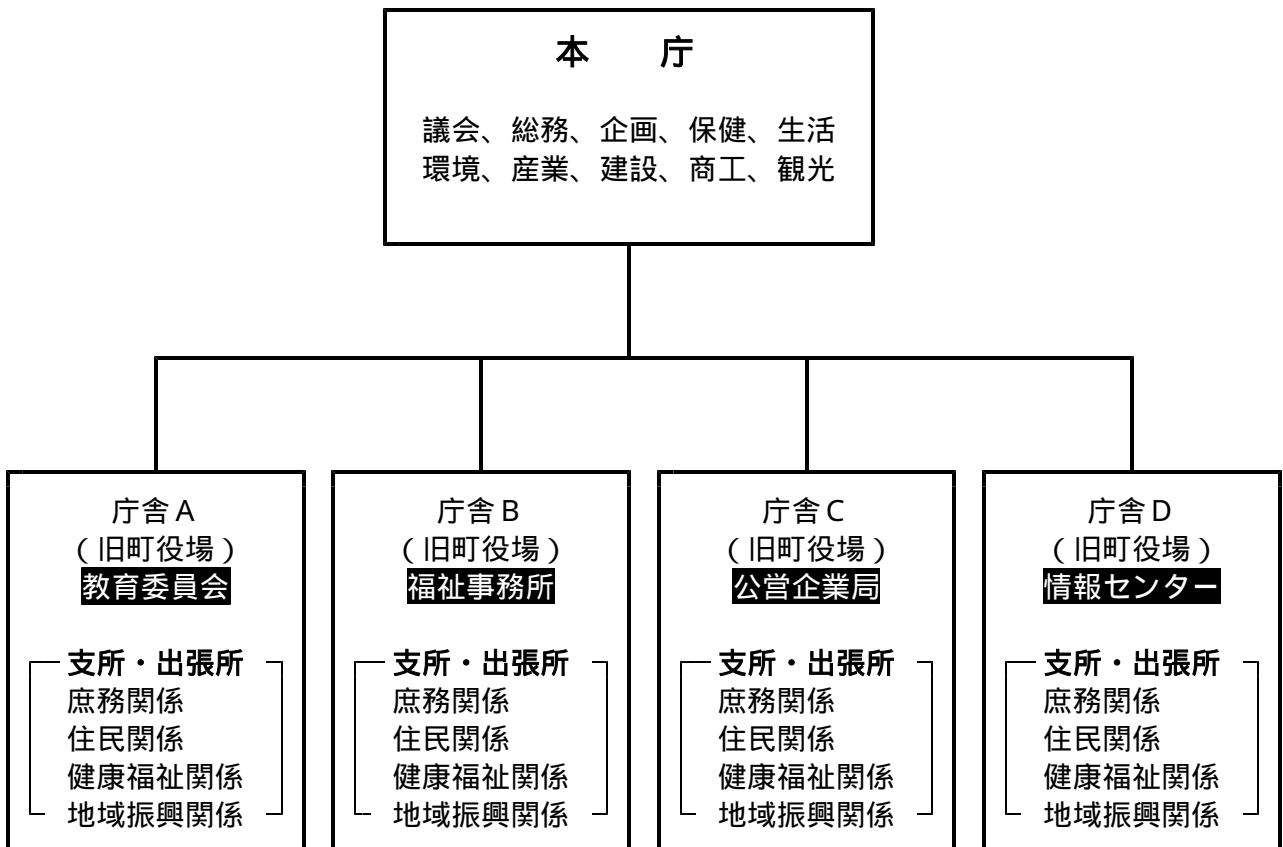 本　庁
議会、総務、企画、保健、生活
環境、産業、建設、商工、観光
庁舎A
（旧町役場）
教育委員会
支所・出張所
庶務関係
住民関係
健康福祉関係
地域振興関係
庁舎B
（旧町役場）
福祉事務所
支所・出張所
庶務関係
住民関係
健康福祉関係
地域振興関係
庁舎C
（旧町役場）
公営企業局
支所・出張所
庶務関係
住民関係
健康福祉関係
地域振興関係
庁舎D
（旧町役場）
情報センター
支所・出張所
庶務関係
住民関係
健康福祉関係
地域振興関係